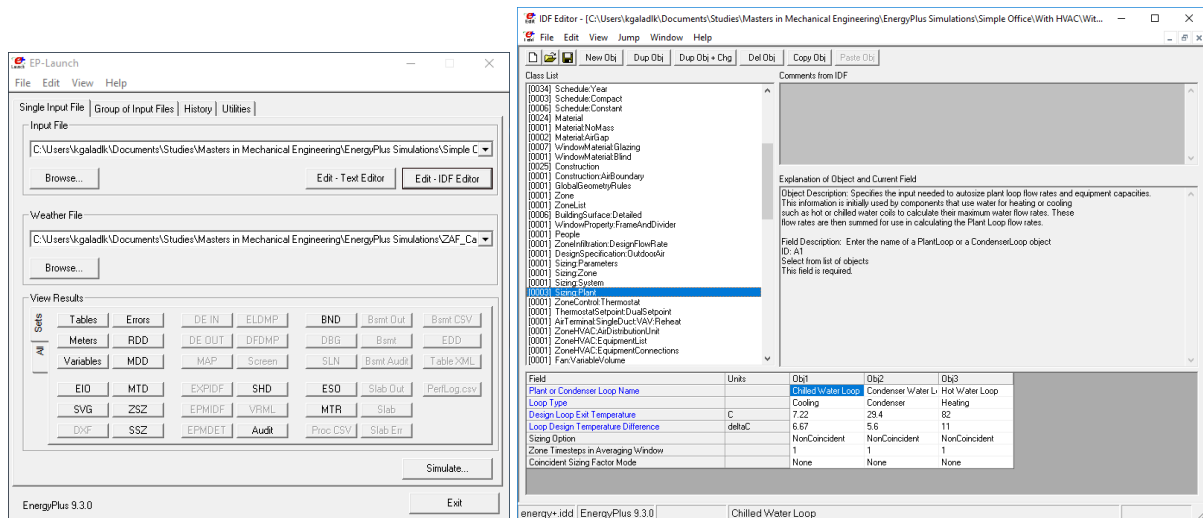 EP-Launch
File Edit View Help
Single Input File Group of Input Files History Utilities
Input File
C:\Users\kgaladlk\Documents\Studies\Masters in Mechanical Engineering\EnergyPlus Simulations\Simple C
Browse... Edit - Text Editor Edit - IDF Editor
Weather File
C:\Users\kgaladlk\Documents\Studies\Masters in Mechanical Engineering\EnergyPlus Simulations\ZAF_Ca
Browse...
View Results
Sets
All
Tables Errors DE IN ELDMP BND Bsmt Out Bsmt CSV
Meters RDD DE OUT DFDMP DBG Bsmt EDD
Variables MDD MAP Screen SLN Bsmt Audit Table XML
EIO MTD EXPIDF SHD ESO Slab Out PerfLog.csv
SVG ZSZ EPMIDF VRML MTR Slab
DXF SSZ EPMDET Audit Proc CSV Slab Err
Simulate...
EnergyPlus 9.3.0 Exit
IDF Editor - [C:\Users\kgaladlk\Documents\Studies\Masters in Mechanical Engineering\EnergyPlus Simulations\Simple Office\With HVAC\Wit...
File Edit View Jump Window Help
New Obj Dup Obj Dup Obj + Chg Del Obj Copy Obj Paste Obj
Class List
Comments from IDF
[0034] Schedule:Year
[0003] Schedule:Compact
[0006] Schedule:Constant
[0024] Material
[0001] Material:NoMass
[0002] Material:AirGap
[0007] WindowMaterial:Glazing
[0001] WindowMaterial:Blind
[0025] Construction
[0001] Construction:AirBoundary
[0001] GlobalGeometryRules
[0001] Zone
[0001] ZoneList
[0006] BuildingSurface:Detailed
[0001] WindowProperty:FrameAndDivider
[0001] People
[0001] ZoneInfiltration:DesignFlowRate
[0001] DesignSpecification:OutdoorAir
[0001] Sizing:Parameters
[0001] Sizing:Zone
[0001] Sizing:System
[0003] Sizing:Plant
[0001] ZoneControl:Thermostat
[0001] ThermostatSetpoint:DualSetpoint
[0001] AirTerminal:SingleDuct:VAV:Reheat
[0001] ZoneHVAC:AirDistributionUnit
[0001] ZoneHVAC:EquipmentList
[0001] ZoneHVAC:EquipmentConnections
[0001] Fan:VariableVolume
Explanation of Object and Current Field
Object Description: Specifies the input needed to autosize plant loop flow rates and equipment capacities.
This information is initially used by components that use water for heating or cooling
such as hot or chilled water coils to calculate their maximum water flow rates. These
flow rates are then summed for use in calculating the Plant Loop flow rates.
Field Description: Enter the name of a PlantLoop or a CondenserLoop object
ID: A1
Select from list of objects
This field is required.
Field Units Obj1 Obj2 Obj3
Plant or Condenser Loop Name Chilled Water Loop Condenser Water L Hot Water Loop
Loop Type Cooling Condenser Heating
Design Loop Exit Temperature C 7.22 29.4 82
Loop Design Temperature Difference deltaC 6.67 5.6 11
Sizing Option NonCoincident NonCoincident NonCoincident
Zone Timesteps in Averaging Window 1 1 1
Coincident Sizing Factor Mode None None None
energy+.idd EnergyPlus 9.3.0 Chilled Water Loop